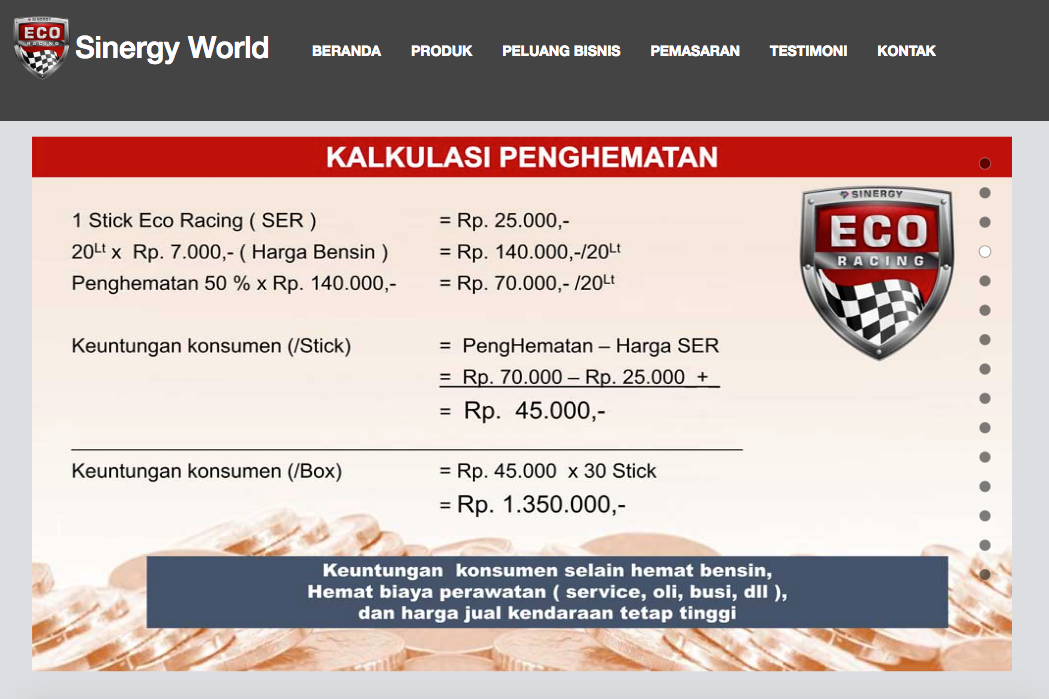 ECO
RACING
Sinergy World
BERANDA PRODUK PELUANG BISNIS PEMASARAN TESTIMONI KONTAK
KALKULASI PENGHEMATAN
SINERGY
ECO
RACING
1 Stick Eco Racing ( SER ) = Rp. 25.000,-
20Lt x Rp. 7.000,- ( Harga Bensin ) = Rp. 140.000,-/20Lt
Penghematan 50 % x Rp. 140.000,- = Rp. 70.000,- /20Lt
Keuntungan konsumen (/Stick) = PengHematan – Harga SER
= Rp. 70.000 – Rp. 25.000 +
= Rp. 45.000,-
Keuntungan konsumen (/Box) = Rp. 45.000 x 30 Stick
= Rp. 1.350.000,-
Keuntungan konsumen selain hemat bensin,
Hemat biaya perawatan ( service, oli, busi, dll ),
dan harga jual kendaraan tetap tinggi